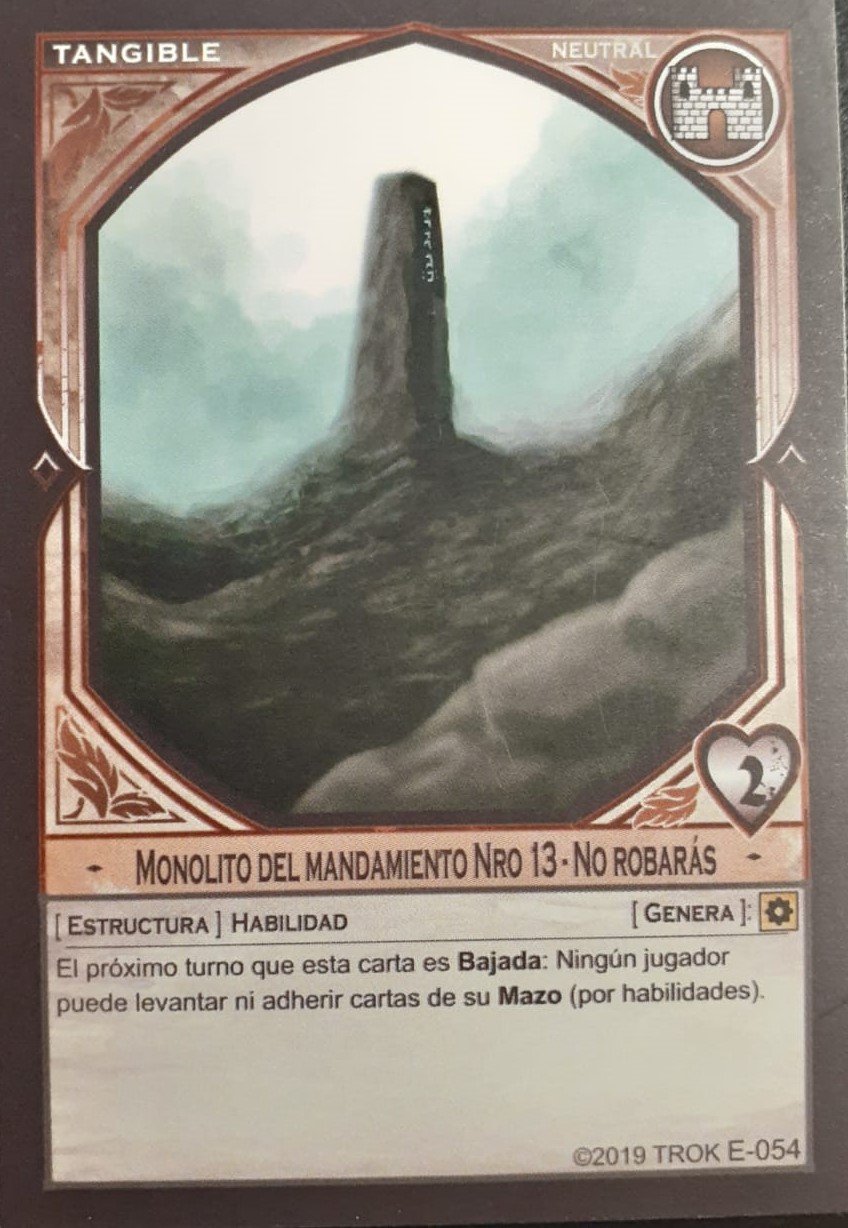 TANGIBLE
NEUTRAL
2
MONOLITO DEL MANDAMIENTO NRO 13 - NO ROBARÁS
[ ESTRUCTURA ] HABILIDAD
[ GENERA ]:
El próximo turno que esta carta es Bajada: Ningún jugador
puede levantar ni adherir cartas de su Mazo (por habilidades).
©2019 TROK E-054